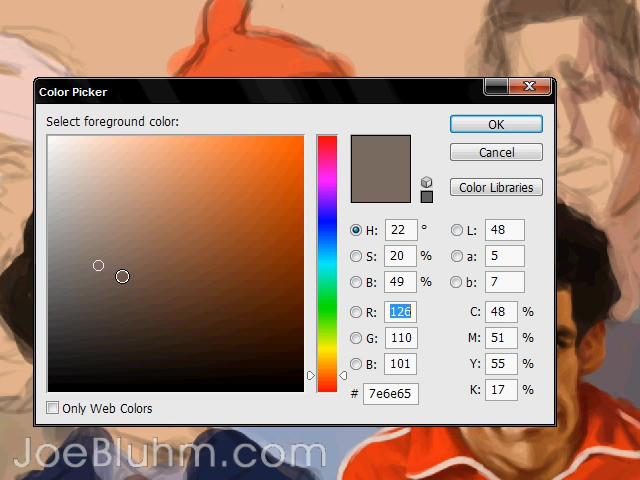 Color Picker
Select foreground color:
OK
Cancel
Color Libraries
H: 22 °
S: 20 %
B: 49 %
R: 126
G: 110
B: 101
# 7e6e65
L: 48
a: 5
b: 7
C: 48 %
M: 51 %
Y: 55 %
K: 17 %
Only Web Colors
JoeBluhm.com